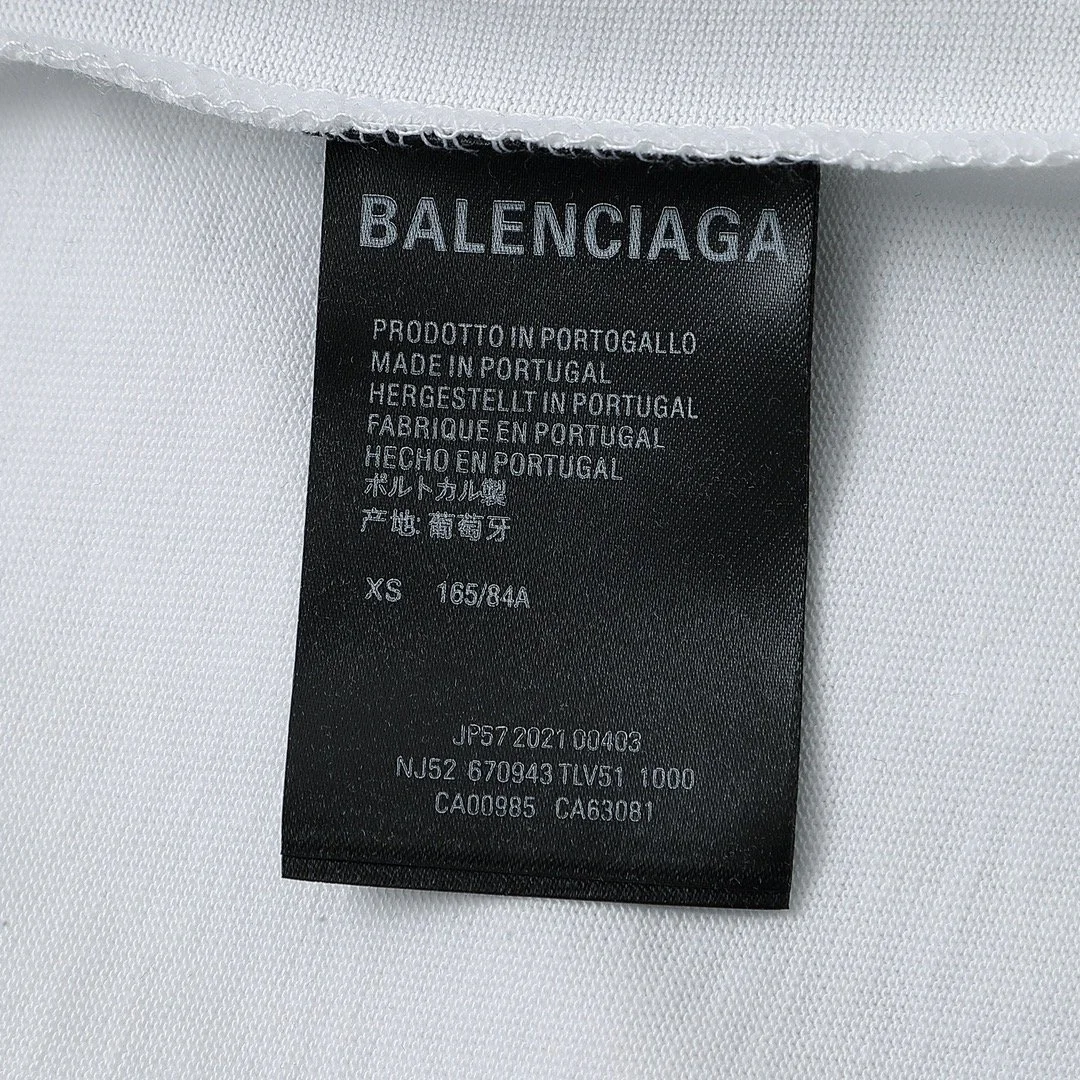 BALENCIAGA
PRODOTTO IN PORTOGALLO
MADE IN PORTUGAL
HERGESTELLT IN PORTUGAL
FABRIQUE EN PORTUGAL
HECHO EN PORTUGAL
ポルトカル製
产地: 葡萄牙
XS 165/84A
JP57 2021 00403
NJ52 670943 TLV51 1000
CA00985 CA63081